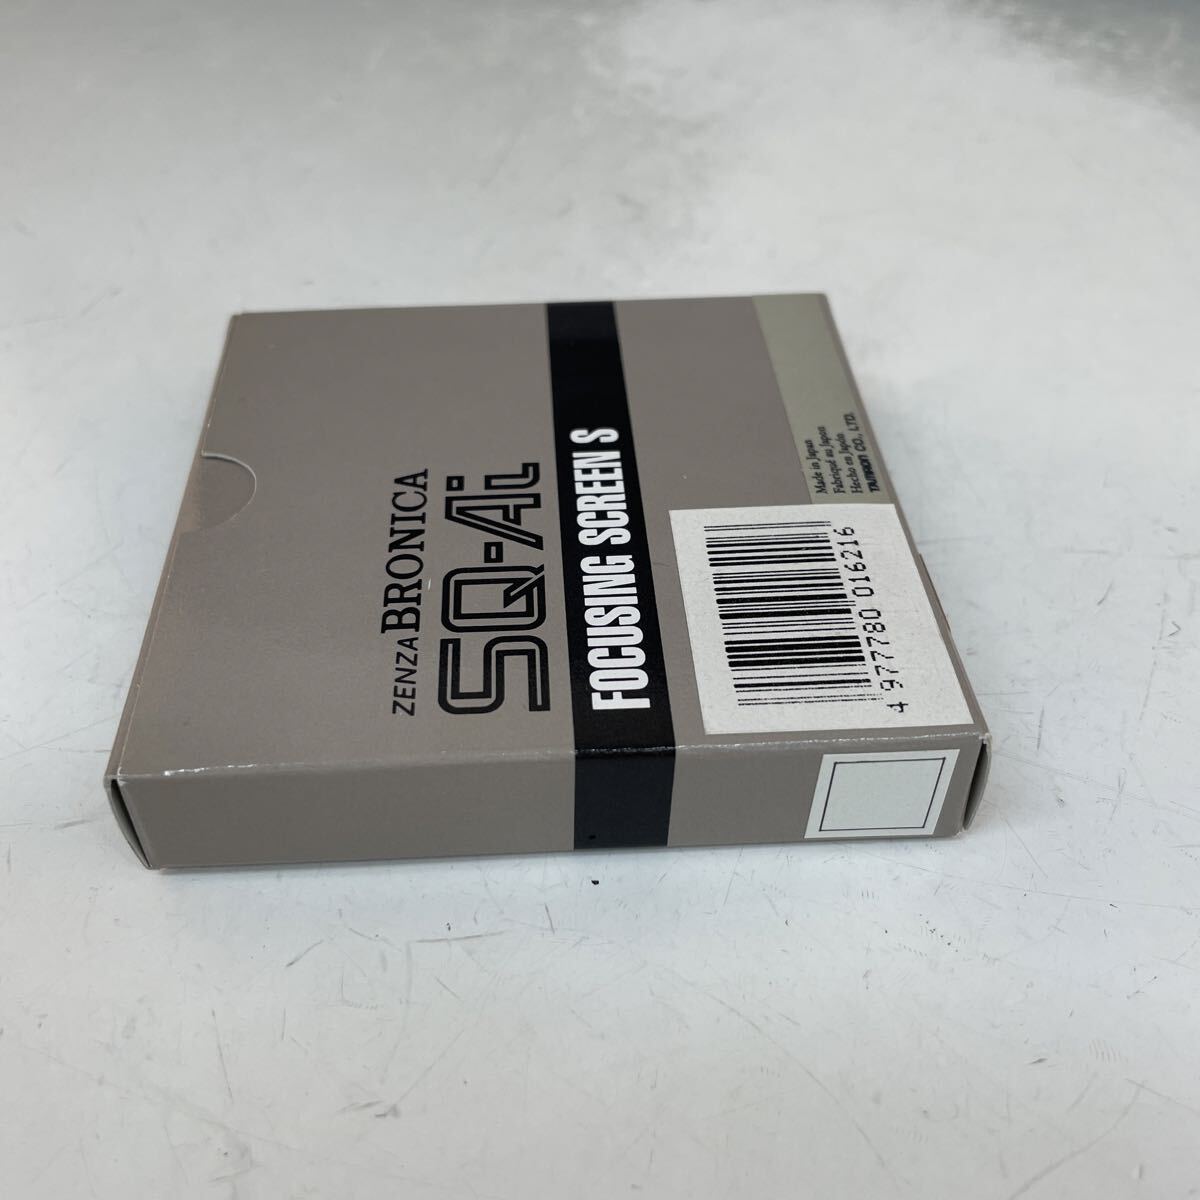 ZENZA BRONICA
SQ-Ai
FOCUSING SCREEN S
Made in Japan
Fabriqué au Japon
Hecho en Japón
TAMRON CO., LTD.
4 977780 016216